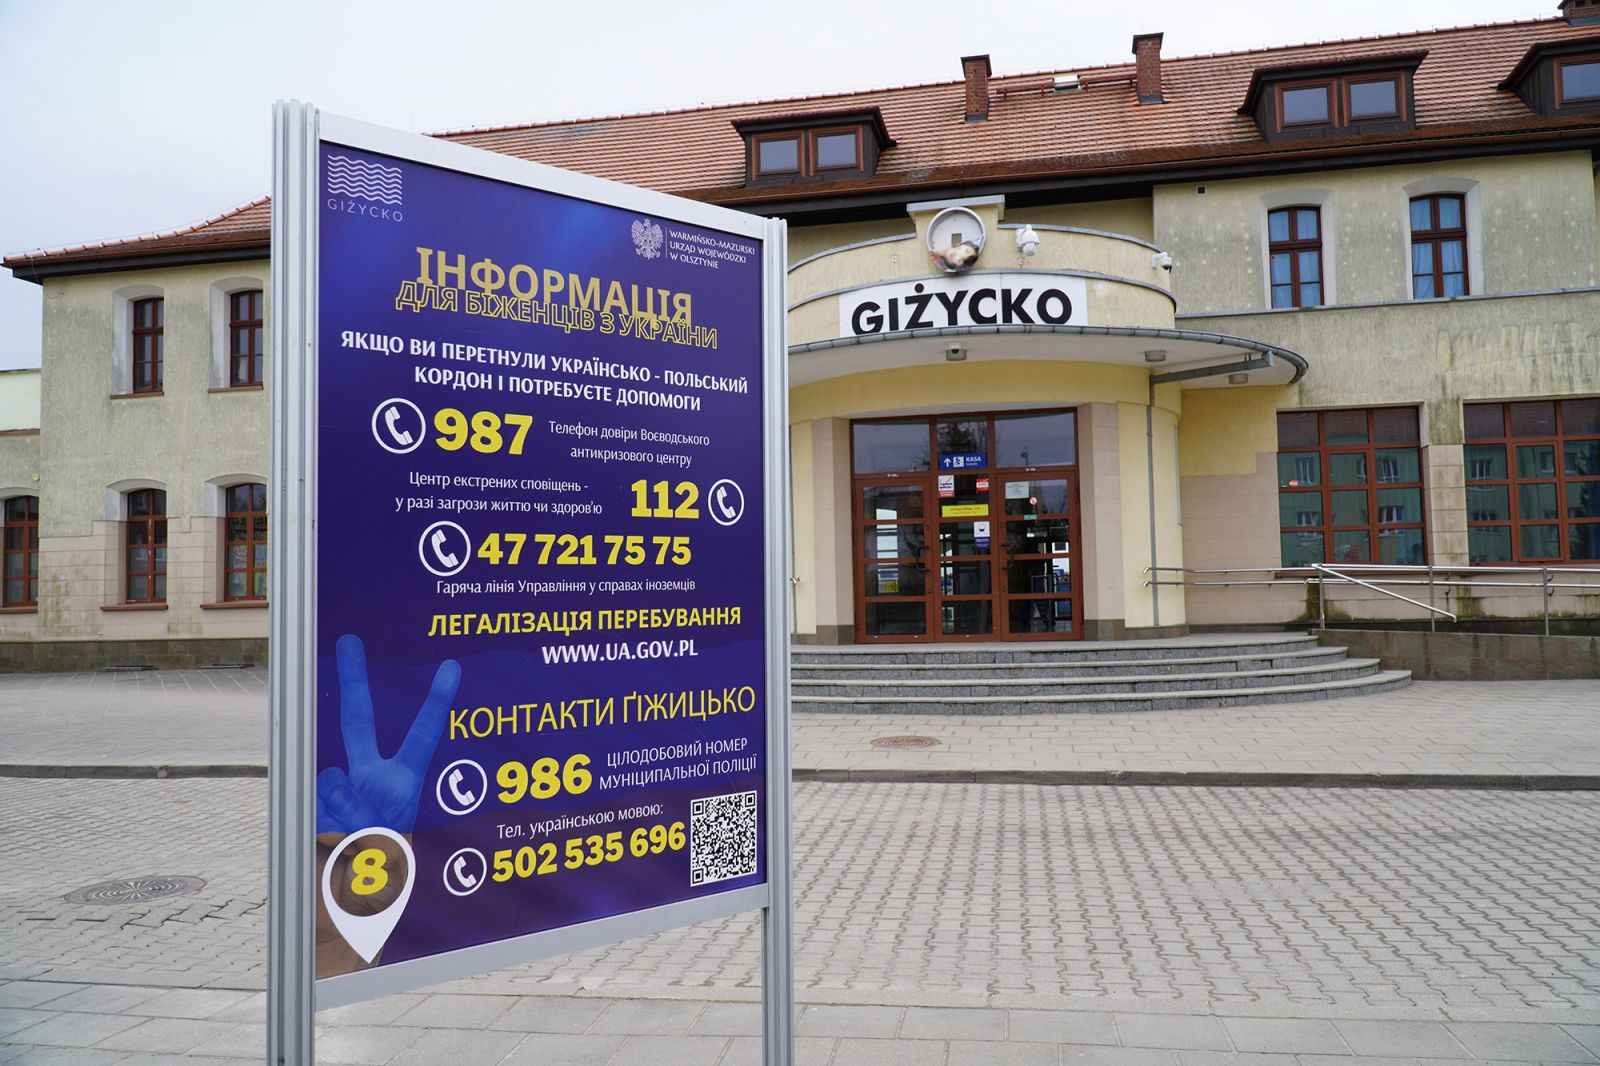 GIŻYCKO
WARMIŃSKO-MAZURSKI
URZĄD WOJEWÓDZKI
W OLSZTYNIE
ІНФОРМАЦІЯ
ДЛЯ БІЖЕНЦІВ З УКРАЇНИ
ЯКЩО ВИ ПЕРЕТНУЛИ УКРАЇНСЬКО - ПОЛЬСЬКИЙ
КОРДОН І ПОТРЕБУЄТЕ ДОПОМОГИ
987
Телефон довіри Воєводського
антикризового центру
Центр екстрених сповіщень -
у разі загрози життю чи здоров'ю
112
47 721 75 75
Гаряча лінія Управління у справах іноземців
ЛЕГАЛІЗАЦІЯ ПЕРЕБУВАННЯ
WWW.UA.GOV.PL
КОНТАКТИ ҐІЖИЦЬКО
986
ЦІЛОДОБОВИЙ НОМЕР
МУНІЦИПАЛЬНОЇ ПОЛІЦІЇ
Тел. українською мовою:
502 535 696
8
GIŻYCKO
KASA